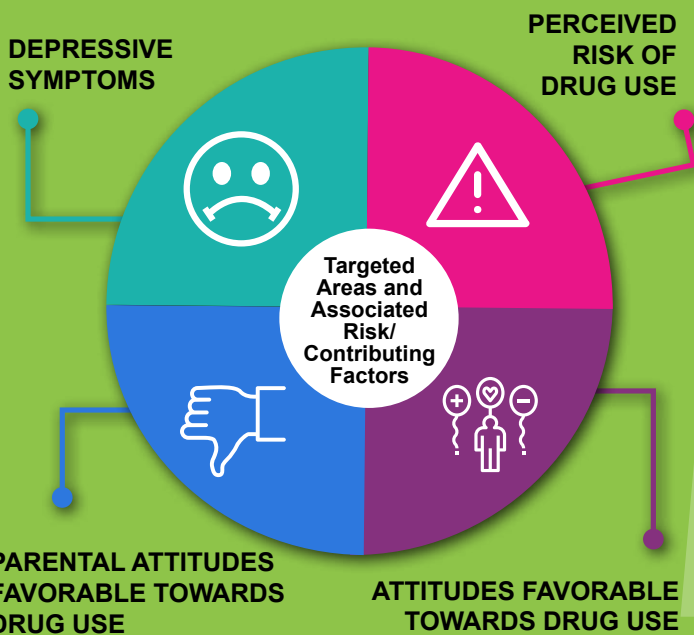 DEPRESSIVE
SYMPTOMS
PERCEIVED
RISK OF
DRUG USE
Targeted
Areas and
Associated
Risk/
Contributing
Factors
PARENTAL ATTITUDES
FAVORABLE TOWARDS
DRUG USE
ATTITUDES FAVORABLE
TOWARDS DRUG USE